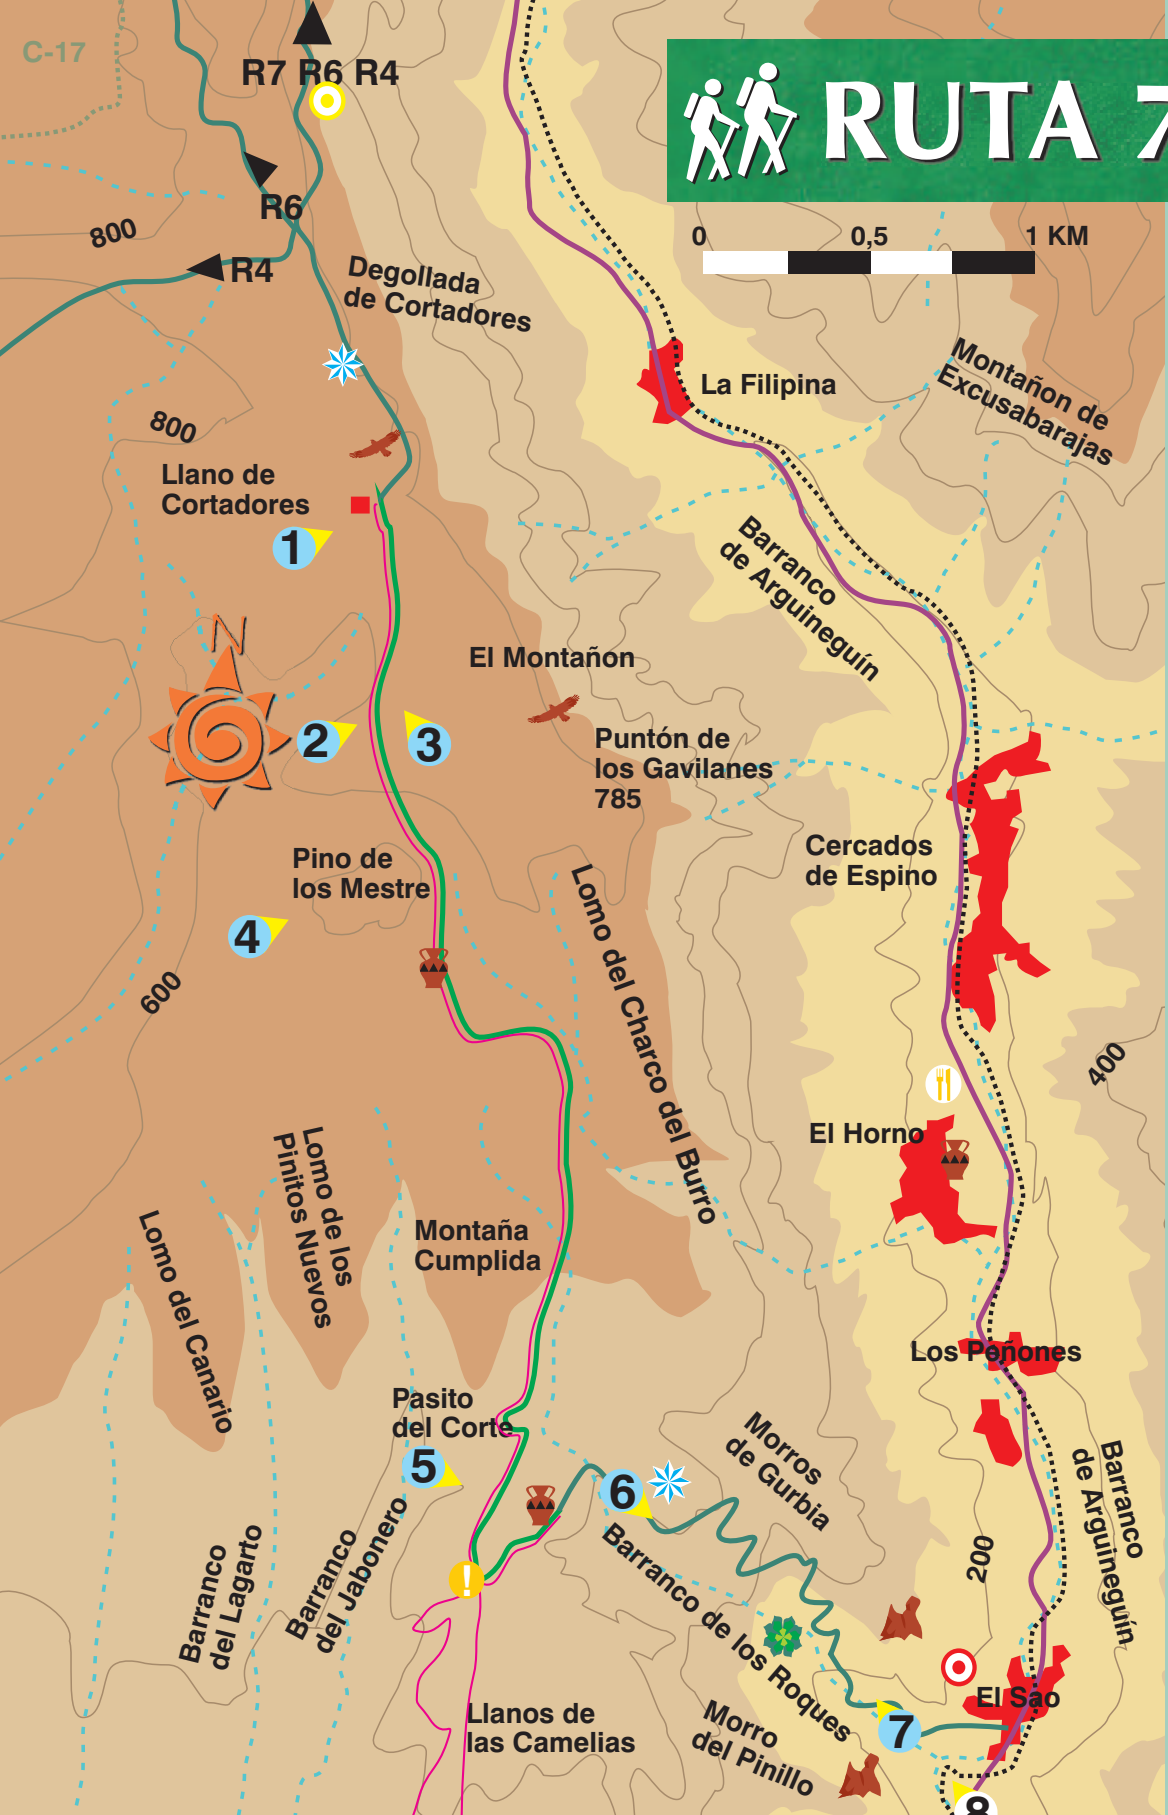 C-17
R7 R6 R4
RUTA 7
R6
800
R4
0 0,5 1 KM
Degollada
de Cortadores
La Filipina
Montañon de
Excusabarajas
800
Llano de
Cortadores
1
Barranco
de Arguineguín
N
El Montañon
2
3
Puntón de
los Gavilanes
785
Cercados
de Espino
Pino de
los Mestre
4
600
Lomo del Charco del Burro
400
El Horno
Lomo de los
Pinitos Nuevos
Lomo del Canario
Montaña
Cumplida
Los Peñones
Pasito
del Corte
5
6
Morros
de Gurbia
Barranco
de Arguineguín
200
Barranco
del Lagarto
Barranco
del Jabonero
!
Barranco de los Roques
El Sao
Llanos de
las Camelias
Morro
del Pinillo
7
8